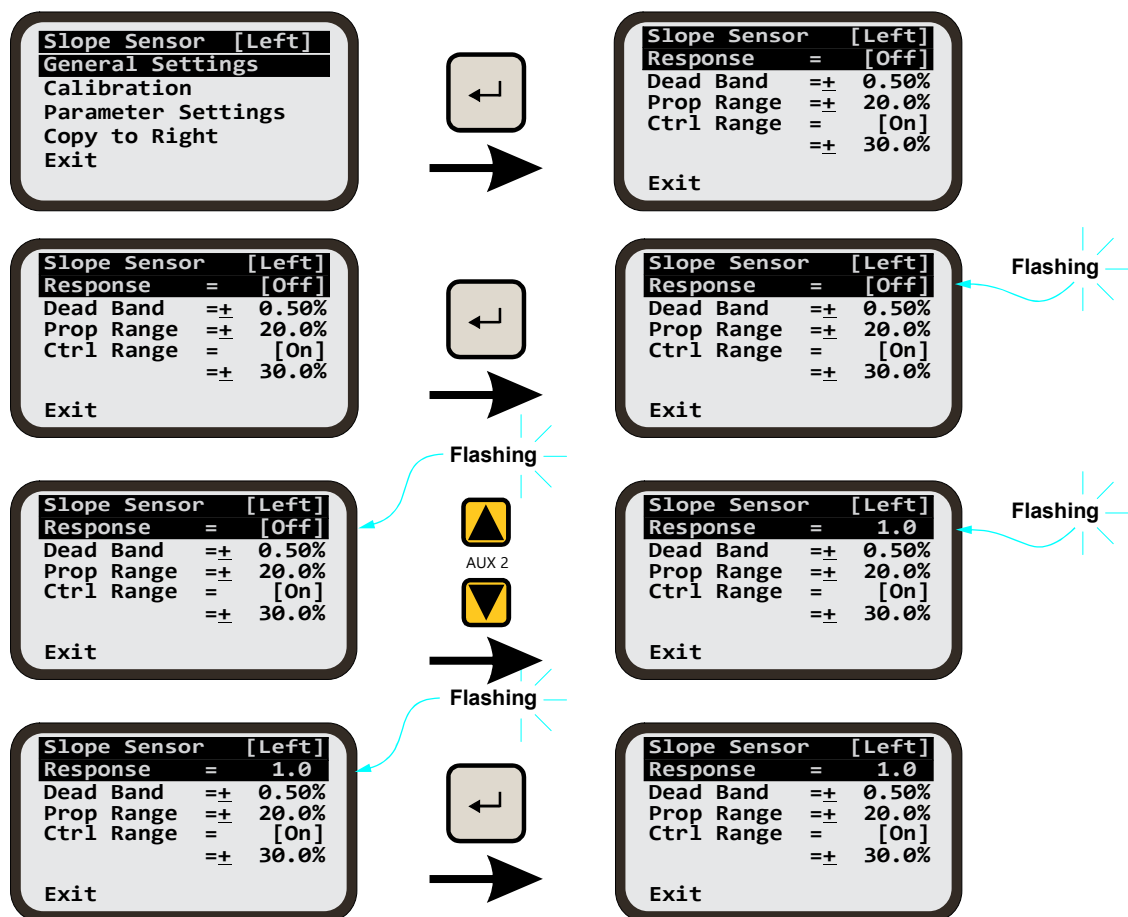 Slope Sensor [Left]
General Settings
Calibration
Parameter Settings
Copy to Right
Exit
Slope Sensor [Left]
Response = [Off]
Dead Band =± 0.50%
Prop Range =± 20.0%
Ctrl Range = [On]
=± 30.0%
Exit
Slope Sensor [Left]
Response = [Off]
Dead Band =± 0.50%
Prop Range =± 20.0%
Ctrl Range = [On]
=± 30.0%
Exit
Slope Sensor [Left]
Response = [Off]
Dead Band =± 0.50%
Prop Range =± 20.0%
Ctrl Range = [On]
=± 30.0%
Exit
Flashing
Flashing
Slope Sensor [Left]
Response = [Off]
Dead Band =± 0.50%
Prop Range =± 20.0%
Ctrl Range = [On]
=± 30.0%
Exit
AUX 2
Slope Sensor [Left]
Response = 1.0
Dead Band =± 0.50%
Prop Range =± 20.0%
Ctrl Range = [On]
=± 30.0%
Exit
Flashing
Flashing
Slope Sensor [Left]
Response = 1.0
Dead Band =± 0.50%
Prop Range =± 20.0%
Ctrl Range = [On]
=± 30.0%
Exit
Slope Sensor [Left]
Response = 1.0
Dead Band =± 0.50%
Prop Range =± 20.0%
Ctrl Range = [On]
=± 30.0%
Exit